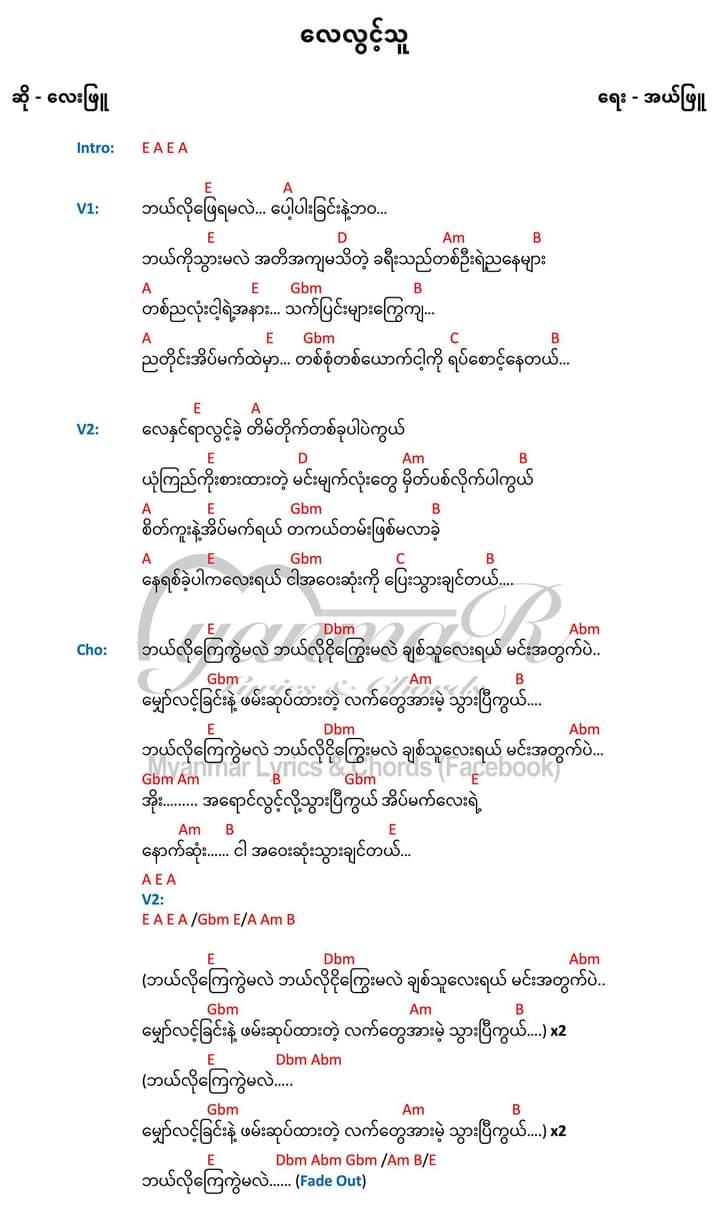 လေလွင့်သူ
ဆို - လေးဖြူ
ရေး - အယ်ဖြူ
Intro: E A E A
E A
V1: ဘယ်လိုဖြေရမလဲ... ပေါ့ပါးခြင်းနဲ့ဘဝ...
E D Am B
ဘယ်ကိုသွားမလဲ အတိအကျမသိတဲ့ ခရီးသည်တစ်ဦးရဲ့ညနေများ
A E Gbm B
တစ်ညလုံးငါ့ရဲ့အနား... သက်ပြင်းများကြွေကျ...
A E Gbm C B
ညတိုင်းအိပ်မက်ထဲမှာ... တစ်စုံတစ်ယောက်ငါ့ကို ရပ်စောင့်နေတယ်...
E A
V2: လေနှင်ရာလွင့်ခဲ့ တိမ်တိုက်တစ်ခုပါပဲကွယ်
E D Am B
ယုံကြည်ကိုးစားထားတဲ့ မင်းမျက်လုံးတွေ မှိတ်ပစ်လိုက်ပါကွယ်
A E Gbm B
စိတ်ကူးနဲ့အိပ်မက်ရယ် တကယ်တမ်းဖြစ်မလာခဲ့
A E Gbm C B
နေရစ်ခဲ့ပါကလေးရယ် ငါအဝေးဆုံးကို ပြေးသွားချင်တယ်....
E Dbm Abm
Cho: ဘယ်လိုကြေကွဲမလဲ ဘယ်လိုငိုကြွေးမလဲ ချစ်သူလေးရယ် မင်းအတွက်ပဲ..
Gbm Am B
မျှော်လင့်ခြင်းနဲ့ ဖမ်းဆုပ်ထားတဲ့ လက်တွေအားမဲ့ သွားပြီကွယ်....
E Dbm Abm
ဘယ်လိုကြေကွဲမလဲ ဘယ်လိုငိုကြွေးမလဲ ချစ်သူလေးရယ် မင်းအတွက်ပဲ...
Gbm Am B Gbm E
အိုး......... အရောင်လွင့်လို့သွားပြီကွယ် အိပ်မက်လေးရဲ့
Am B E
နောက်ဆုံး...... ငါ အဝေးဆုံးသွားချင်တယ်...
A E A
V2:
E A E A /Gbm E/A Am B
E Dbm Abm
(ဘယ်လိုကြေကွဲမလဲ ဘယ်လိုငိုကြွေးမလဲ ချစ်သူလေးရယ် မင်းအတွက်ပဲ..
Gbm Am B
မျှော်လင့်ခြင်းနဲ့ ဖမ်းဆုပ်ထားတဲ့ လက်တွေအားမဲ့ သွားပြီကွယ်....) x2
E Dbm Abm
(ဘယ်လိုကြေကွဲမလဲ.....
Gbm Am B
မျှော်လင့်ခြင်းနဲ့ ဖမ်းဆုပ်ထားတဲ့ လက်တွေအားမဲ့ သွားပြီကွယ်....) x2
E Dbm Abm Gbm /Am B/E
ဘယ်လိုကြေကွဲမလဲ...... (Fade Out)
MyanmaR
Lyrics & Chords
Myanmar Lyrics & Chords (Facebook)